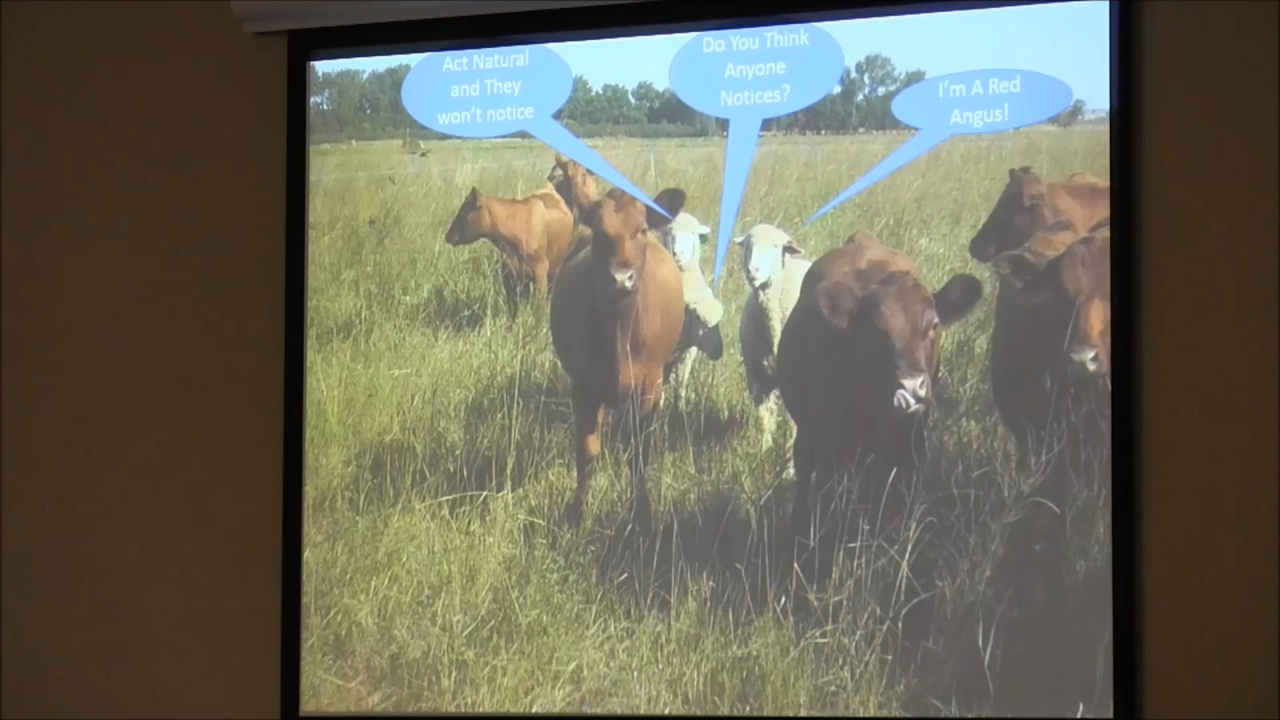 Act Natural
and They
won't notice
Do You Think
Anyone
Notices?
I'm A Red
Angus!